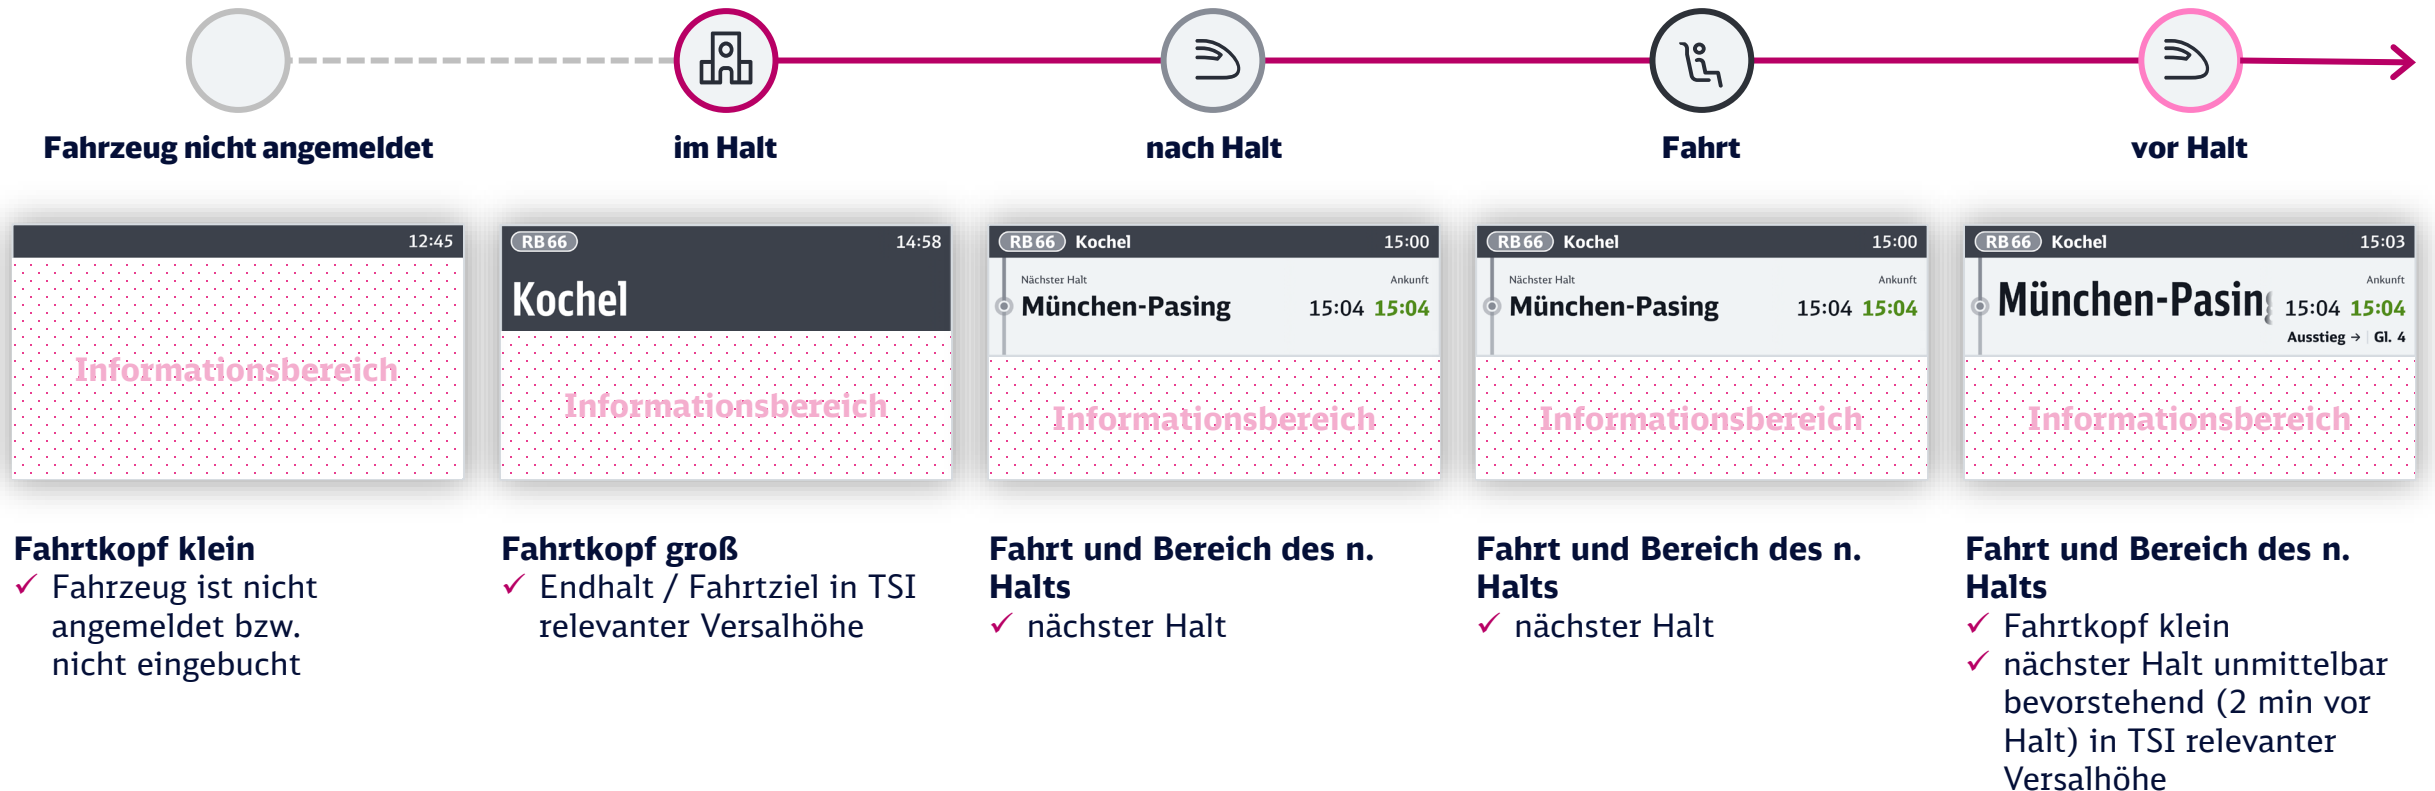 Fahrzeug nicht angemeldet
im Halt
nach Halt
Fahrt
vor Halt
12:45
Informationsbereich
RB 66 14:58
Kochel
Informationsbereich
RB 66 Kochel 15:00
Nächster Halt Ankunft
München-Pasing 15:04 15:04
Informationsbereich
RB 66 Kochel 15:00
Nächster Halt Ankunft
München-Pasing 15:04 15:04
Informationsbereich
RB 66 Kochel 15:03
Ankunft
München-Pasing 15:04 15:04
Ausstieg → Gl. 4
Informationsbereich
Fahrtkopf klein
✓ Fahrzeug ist nicht
angemeldet bzw.
nicht eingebucht
Fahrtkopf groß
✓ Endhalt / Fahrtziel in TSI
relevanter Versalhöhe
Fahrt und Bereich des n.
Halts
✓ nächster Halt
Fahrt und Bereich des n.
Halts
✓ nächster Halt
Fahrt und Bereich des n.
Halts
✓ Fahrtkopf klein
✓ nächster Halt unmittelbar
bevorstehend (2 min vor
Halt) in TSI relevanter
Versalhöhe